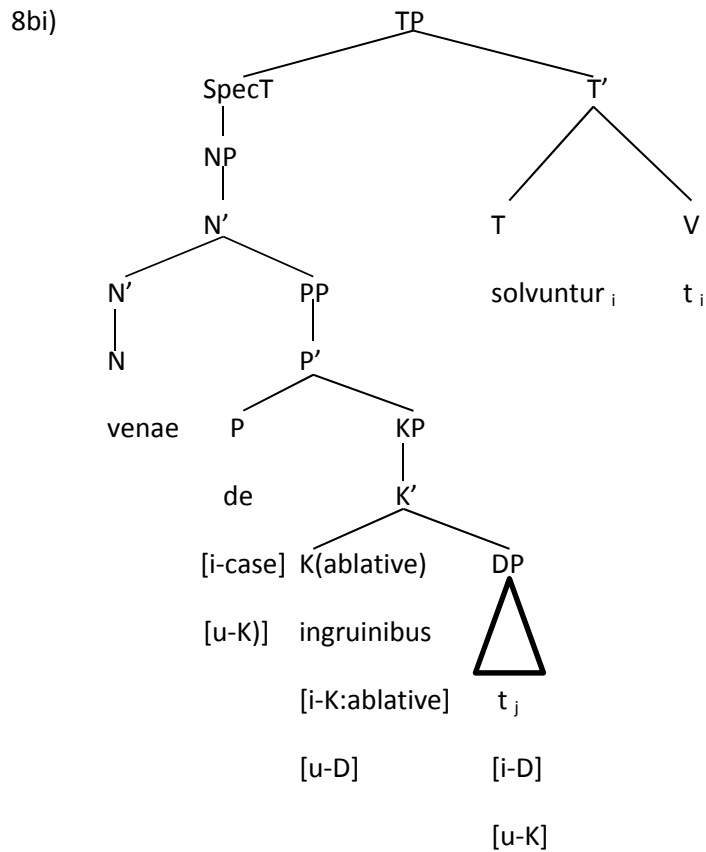 8bi) TP
SpecT T’
NP
N’ T V
N’ PP solvuntur i t i
N P’
venae P KP
de K’
[i-case] K(ablative) DP
[u-K)] ingruinibus
[i-K:ablative] t j
[u-D] [i-D]
[u-K]